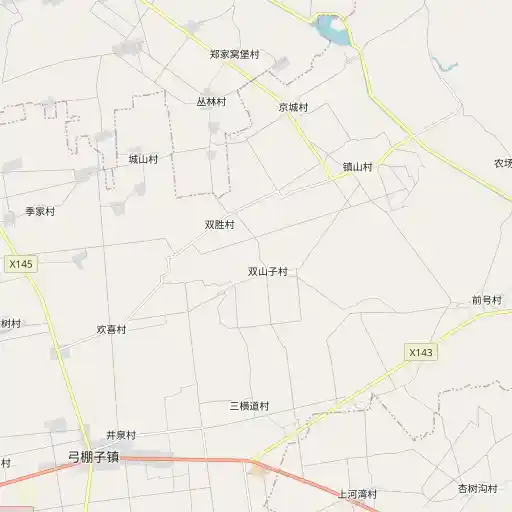 郑家窝堡村
丛林村
京城村
城山村
镇山村
农场
季家村
双胜村
X145
双山子村
前号村
树村
欢喜村
X143
三横道村
井泉村
弓棚子镇
村
上河湾村
杏树沟村